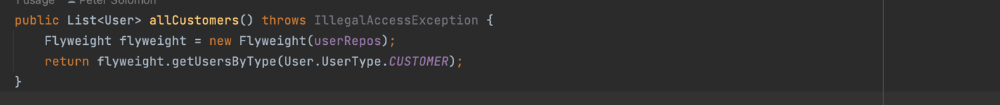 1 usage Peter Solomon
public List<User> allCustomers() throws IllegalAccessException {
Flyweight flyweight = new Flyweight(userRepos);
return flyweight.getUsersByType(User.UserType.CUSTOMER);
}